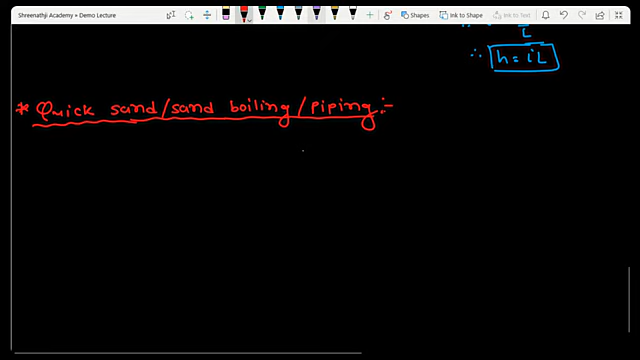 Shreenathji Academy • Demo Lecture
Shapes
Ink to Shape
Ink to Text
L
∴ h = iL
* Quick sand/sand boiling/piping :-